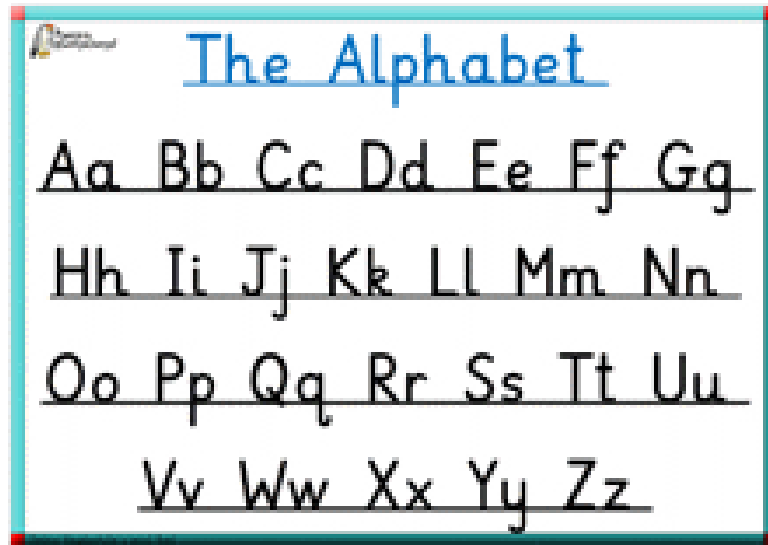 The Alphabet
Aa Bb Cc Dd Ee Ff Gg
Hh Ii Jj Kk Ll Mm Nn
Oo Pp Qq Rr Ss Tt Uu
Vv Ww Xx Yy Zz